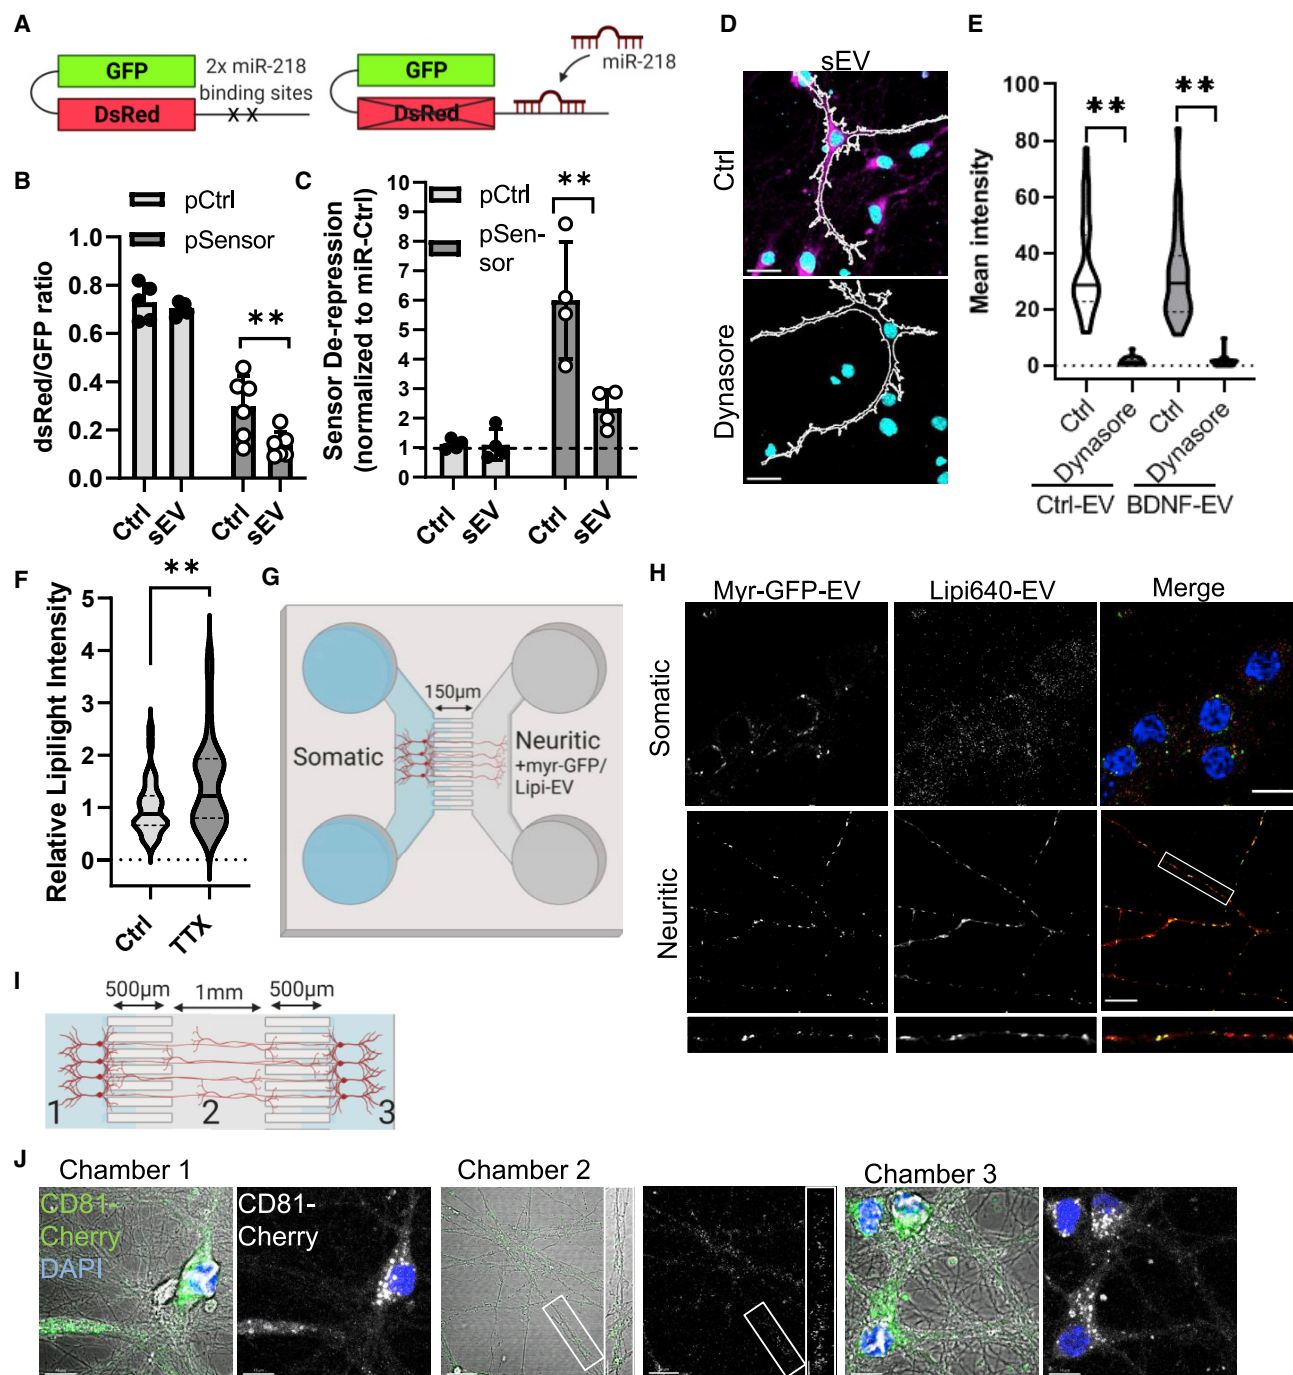 A
GFP
DsRed
2x miR-218
binding sites
X X
GFP
DsRed
miR-218
B
pCtrl
pSensor
dsRed/GFP ratio
1.0
0.8
0.6
0.4
0.2
0.0
**
Ctrl
sEV
Ctrl
sEV
C
pCtrl
pSen-
sor
Sensor De-repression
(normalized to miR-Ctrl)
10
9
8
7
6
5
4
3
2
1
0
**
Ctrl
sEV
Ctrl
sEV
D
sEV
Ctrl
Dynasore
E
Mean intensity
100
80
60
40
20
0
**
**
Ctrl
Dynasore
Ctrl
Dynasore
Ctrl-EV
BDNF-EV
F
Relative Lipilight Intensity
5
4
3
2
1
0
**
Ctrl
TTX
G
150µm
Somatic
Neuritic
+myr-GFP/
Lipi-EV
H
Myr-GFP-EV
Lipi640-EV
Merge
Somatic
Neuritic
I
500µm
1mm
500µm
1
2
3
J
Chamber 1
Chamber 2
Chamber 3
CD81-
Cherry
DAPI
CD81-
Cherry